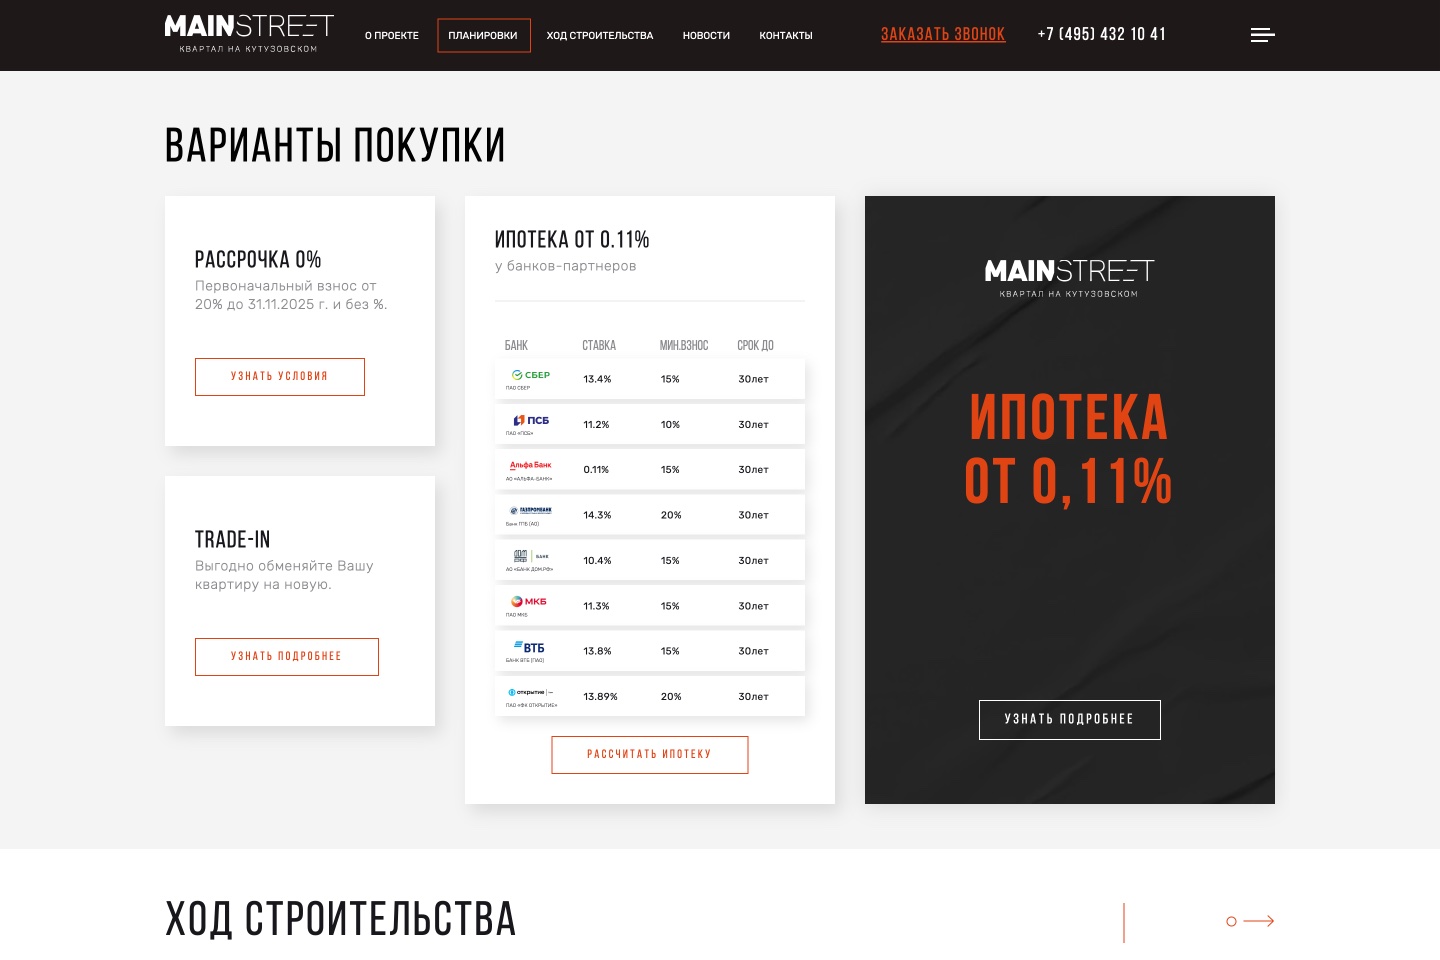 MAINSTREET
КВАРТАЛ НА КУТУЗОВСКОМ
О ПРОЕКТЕ
ПЛАНИРОВКИ
ХОД СТРОИТЕЛЬСТВА
НОВОСТИ
КОНТАКТЫ
ЗАКАЗАТЬ ЗВОНОК
+7 (495) 432 10 41
ВАРИАНТЫ ПОКУПКИ
РАССРОЧКА 0%
Первоначальный взнос от
20% до 31.11.2025 г. и без %.
УЗНАТЬ УСЛОВИЯ
TRADE-IN
Выгодно обменяйте Вашу
квартиру на новую.
УЗНАТЬ ПОДРОБНЕЕ
ИПОТЕКА ОТ 0.11%
у банков-партнеров
БАНК СТАВКА МИН.ВЗНОС СРОК ДО
СБЕР
ПАО СБЕР
13.4% 15% 30лет
ПСБ
ПАО «ПСБ»
11.2% 10% 30лет
Альфа Банк
АО «АЛЬФА-БАНК»
0.11% 15% 30лет
ГАЗПРОМБАНК
Банк ГПБ (АО)
14.3% 20% 30лет
ДОМ БАНК
АО «БАНК ДОМ.РФ»
10.4% 15% 30лет
МКБ
ПАО МКБ
11.3% 15% 30лет
ВТБ
БАНК ВТБ (ПАО)
13.8% 15% 30лет
открытие
ПАО «ФК ОТКРЫТИЕ»
13.89% 20% 30лет
РАССЧИТАТЬ ИПОТЕКУ
MAINSTREET
КВАРТАЛ НА КУТУЗОВСКОМ
ИПОТЕКА
ОТ 0,11%
УЗНАТЬ ПОДРОБНЕЕ
ХОД СТРОИТЕЛЬСТВА